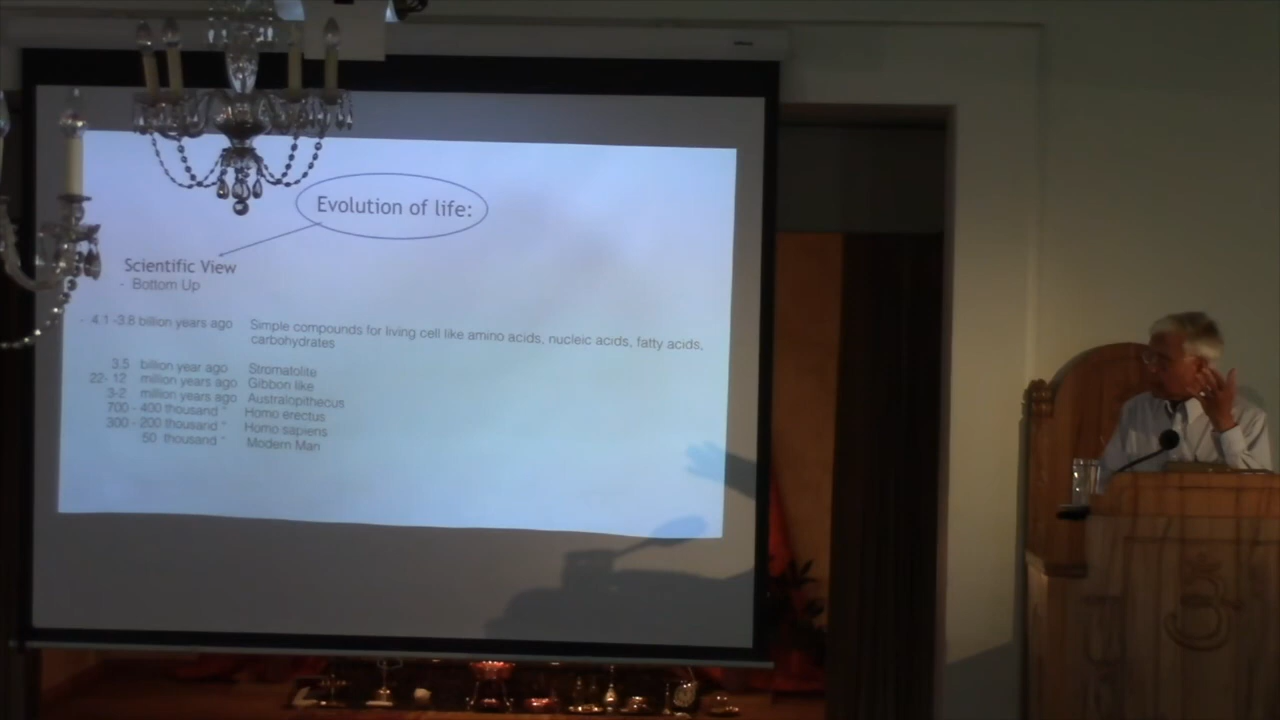 Evolution of life:
Scientific View
- Bottom Up
- 4.1 -3.8 billion years ago Simple compounds for living cell like amino acids, nucleic acids, fatty acids,
carbohydrates
3.5 billion year ago Stromatolite
22- 12 million years ago Gibbon like
3-2 million years ago Australopithecus
700 - 400 thousand " Homo erectus
300 - 200 thousand " Homo sapiens
50 thousand " Modern Man